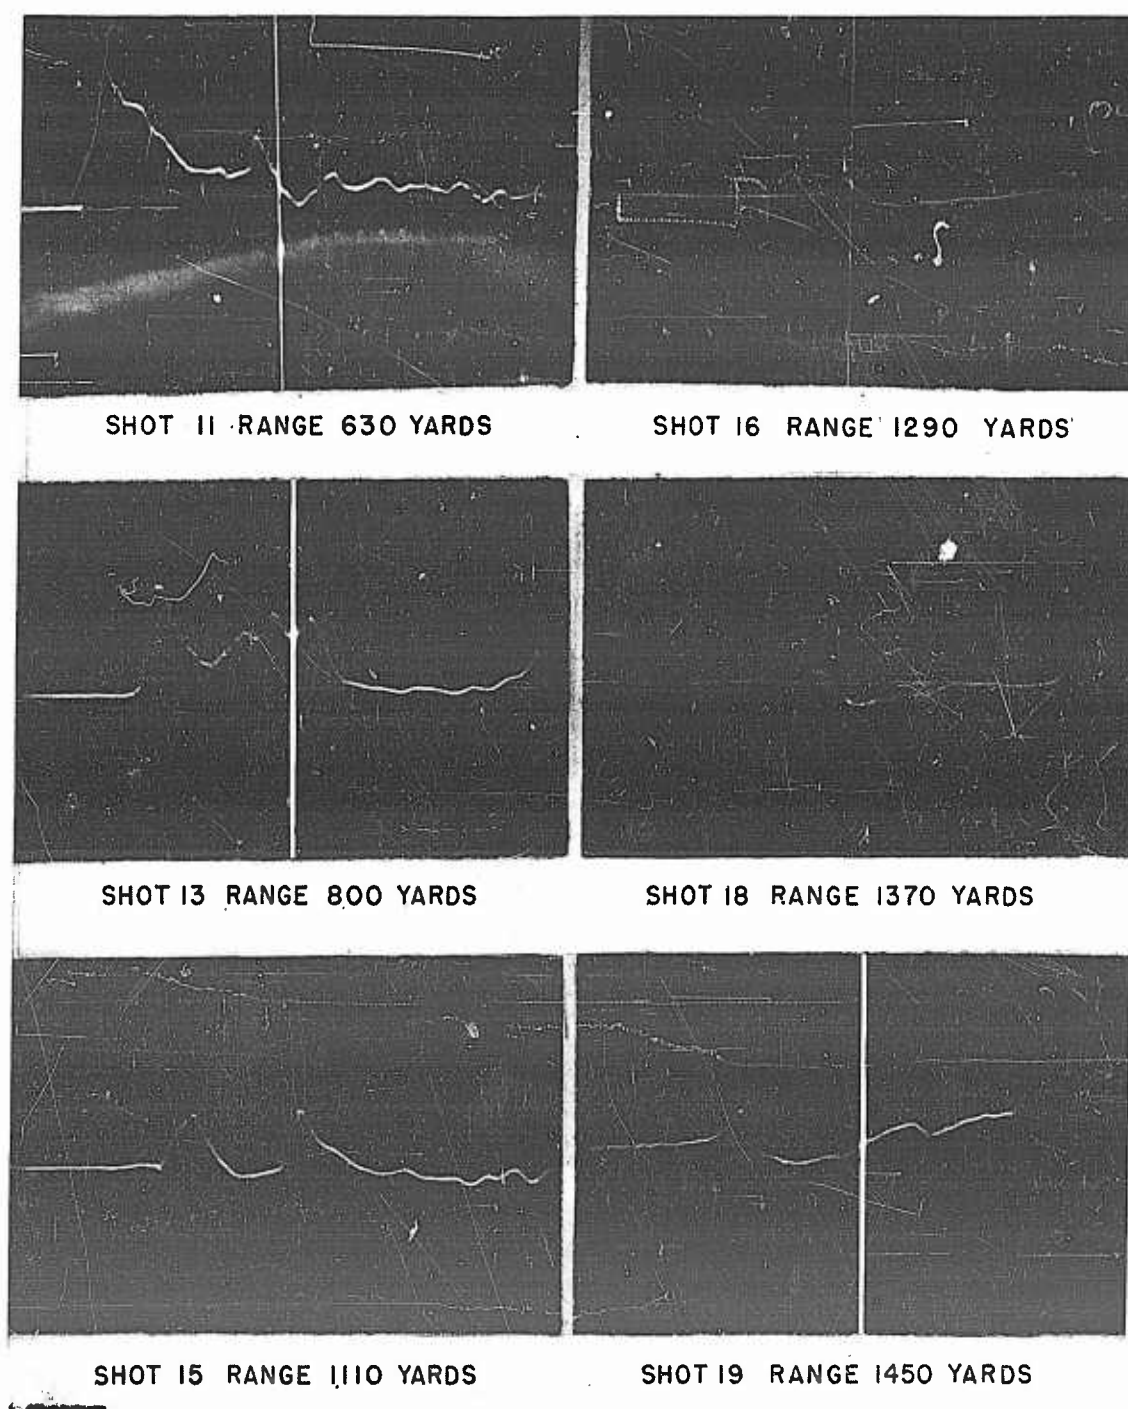 SHOT 11 RANGE 630 YARDS
SHOT 16 RANGE 1290 YARDS
SHOT 13 RANGE 800 YARDS
SHOT 18 RANGE 1370 YARDS
SHOT 15 RANGE 1110 YARDS
SHOT 19 RANGE 1450 YARDS